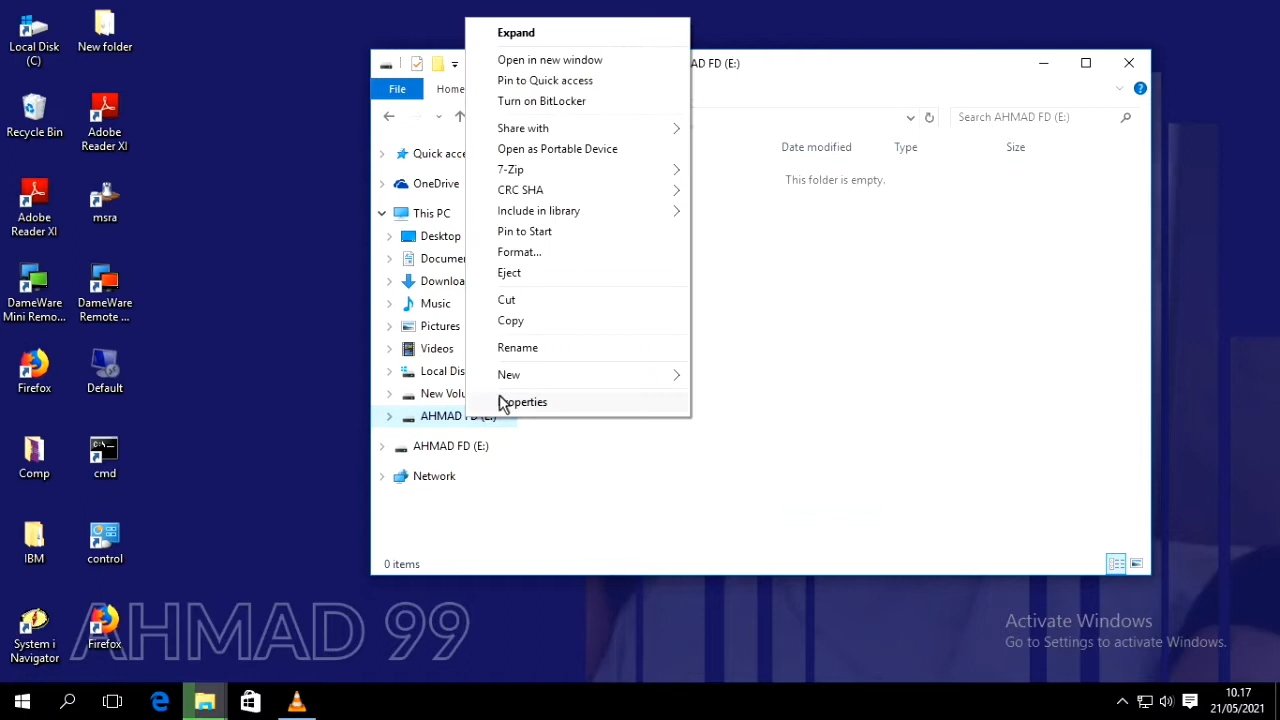 Local Disk
(C)
New folder
Recycle Bin
Adobe
Reader XI
Adobe
Reader XI
msra
DameWare
Mini Remo...
DameWare
Remote ...
Firefox
Default
Comp
cmd
IBM
control
System i
Navigator
Firefox
AHMAD 99
AD FD (E:)
File
Home
Search AHMAD FD (E:)
Quick acce
OneDrive
This PC
Desktop
Documen
Downloa
Music
Pictures
Videos
Local Dis
New Volu
AHMAD FD (E:)
AHMAD FD (E:)
Network
Date modified
Type
Size
This folder is empty.
0 items
Expand
Open in new window
Pin to Quick access
Turn on BitLocker
Share with
Open as Portable Device
7-Zip
CRC SHA
Include in library
Pin to Start
Format...
Eject
Cut
Copy
Rename
New
Properties
Activate Windows
Go to Settings to activate Windows.
10.17
21/05/2021